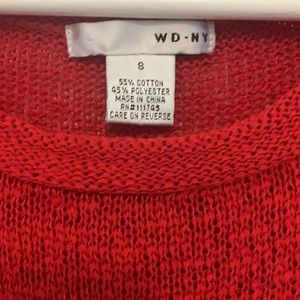 WD·NY
8
55% COTTON
45% POLYESTER
MADE IN CHINA
RN#111745
CARE ON REVERSE